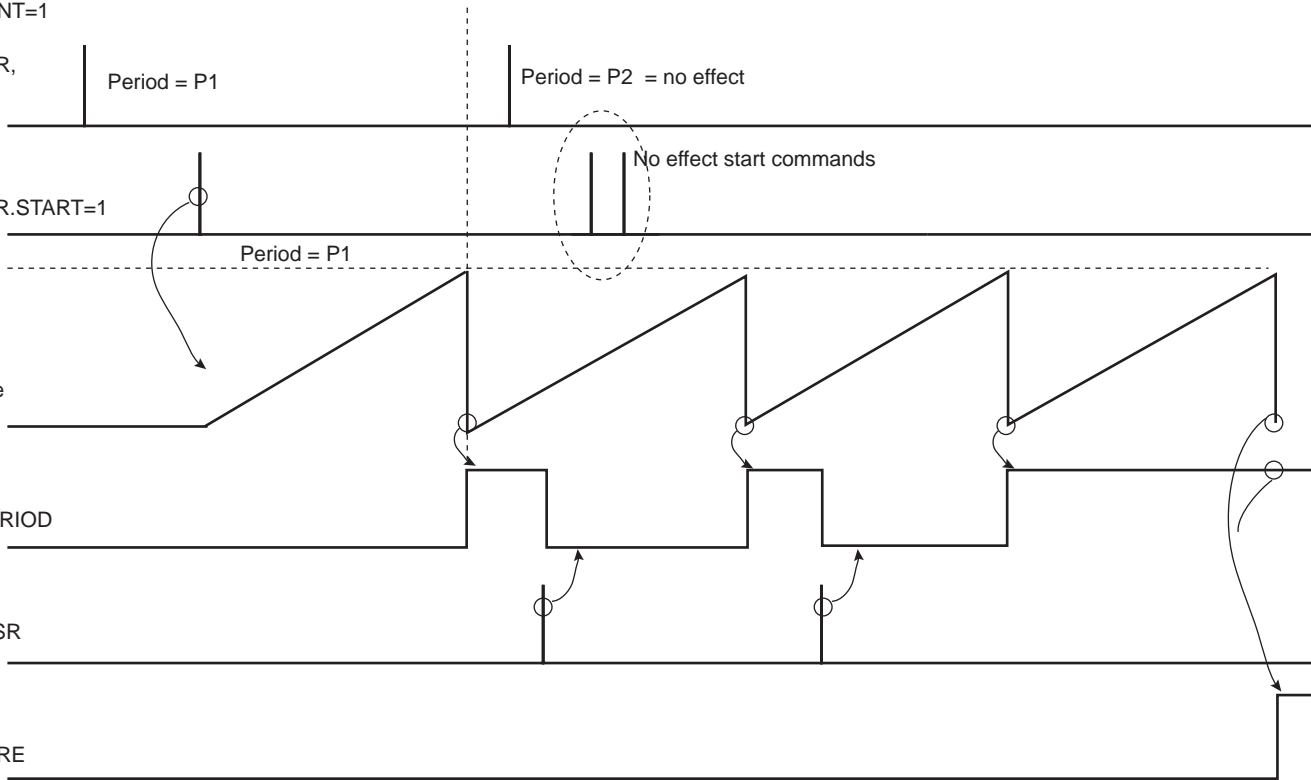 NT=1
R,
Period = P1
Period = P2 = no effect
No effect start commands
R.START=1
Period = P1
e
RIOD
SR
RE